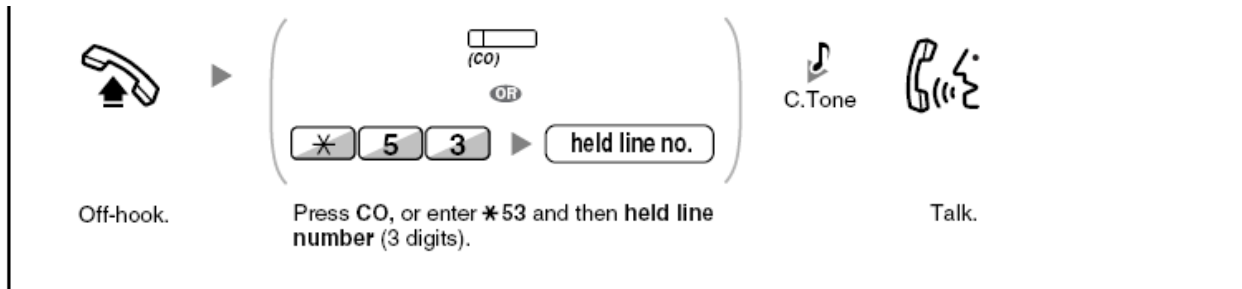 (CO)
OR
* 5 3 held line no.
C.Tone
Off-hook.
Press CO, or enter *53 and then held line
number (3 digits).
Talk.